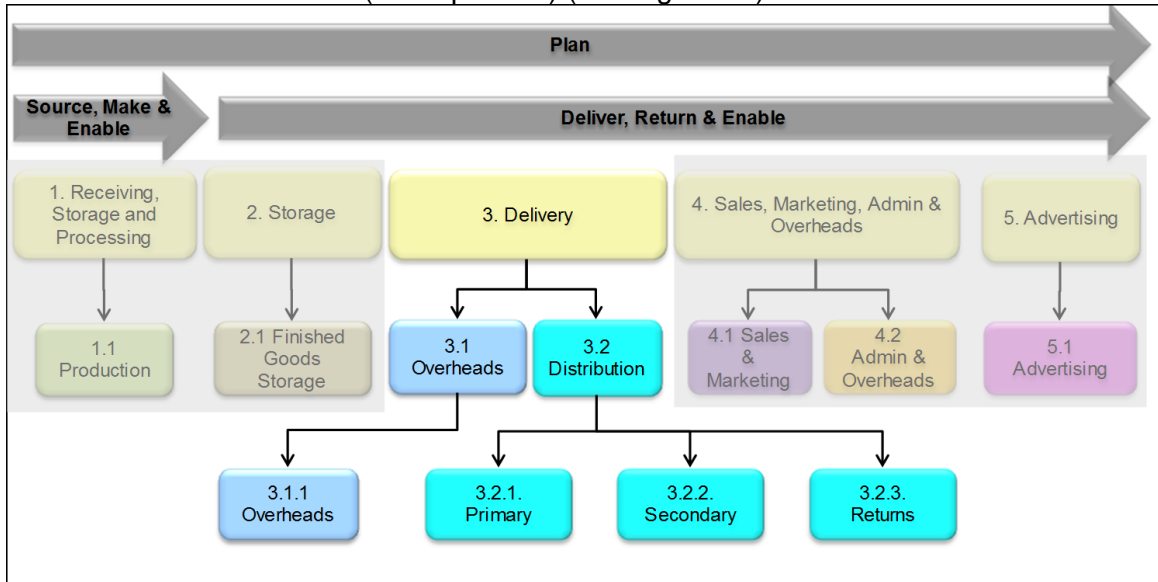 Plan
Source, Make &
Enable
Deliver, Return & Enable
1. Receiving,
Storage and
Processing
2. Storage
3. Delivery
4. Sales, Marketing, Admin &
Overheads
5. Advertising
1.1
Production
2.1 Finished
Goods
Storage
3.1
Overheads
3.2
Distribution
4.1 Sales
&
Marketing
4.2
Admin &
Overheads
5.1
Advertising
3.1.1
Overheads
3.2.1.
Primary
3.2.2.
Secondary
3.2.3.
Returns